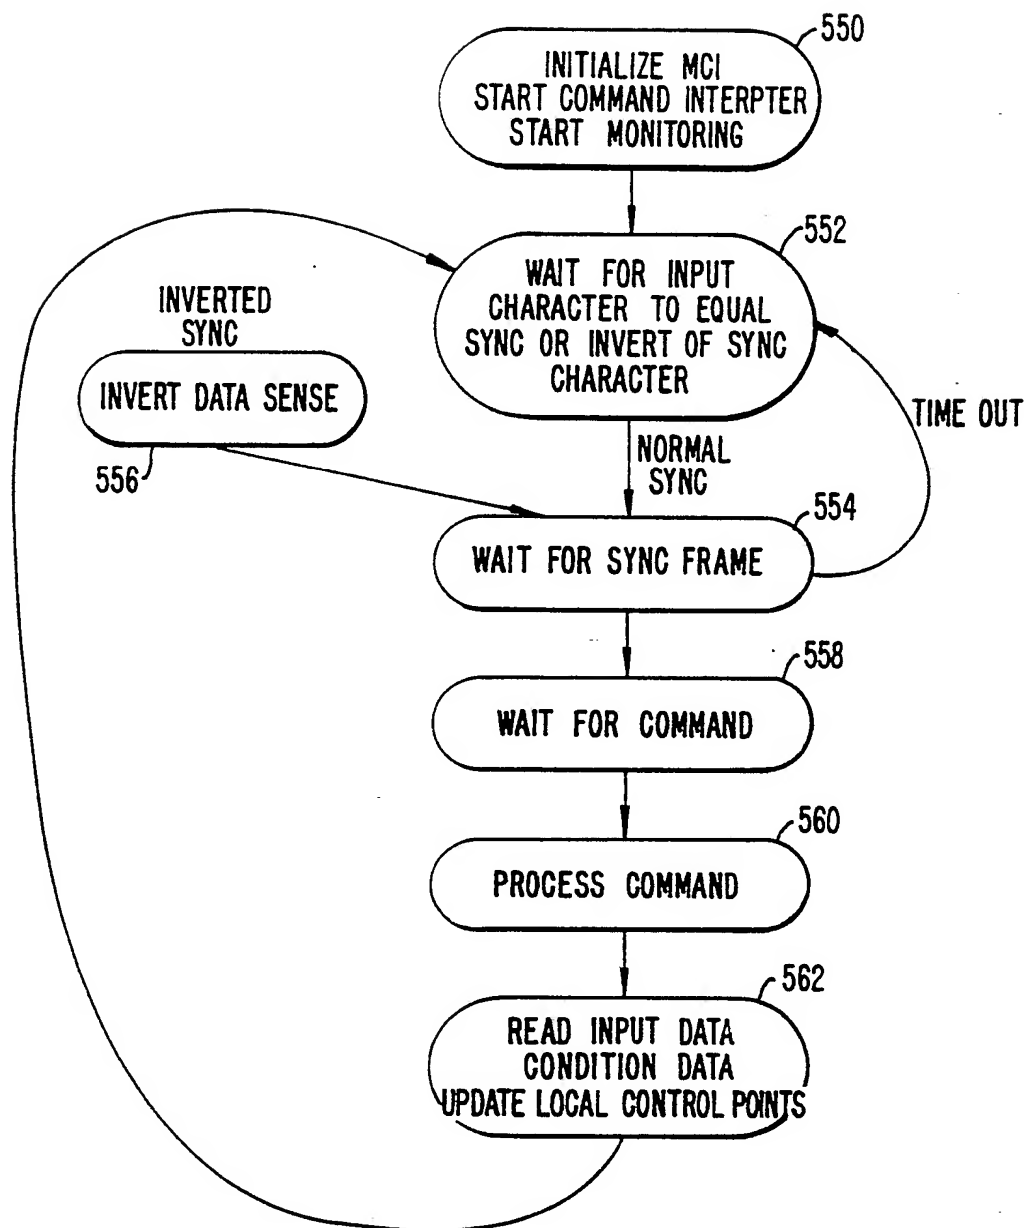 550
INITIALIZE MCI
START COMMAND INTERPTER
START MONITORING
552
WAIT FOR INPUT
CHARACTER TO EQUAL
SYNC OR INVERT OF SYNC
CHARACTER
INVERTED
SYNC
INVERT DATA SENSE
556
TIME OUT
NORMAL
SYNC
554
WAIT FOR SYNC FRAME
558
WAIT FOR COMMAND
560
PROCESS COMMAND
562
READ INPUT DATA
CONDITION DATA
UPDATE LOCAL CONTROL POINTS